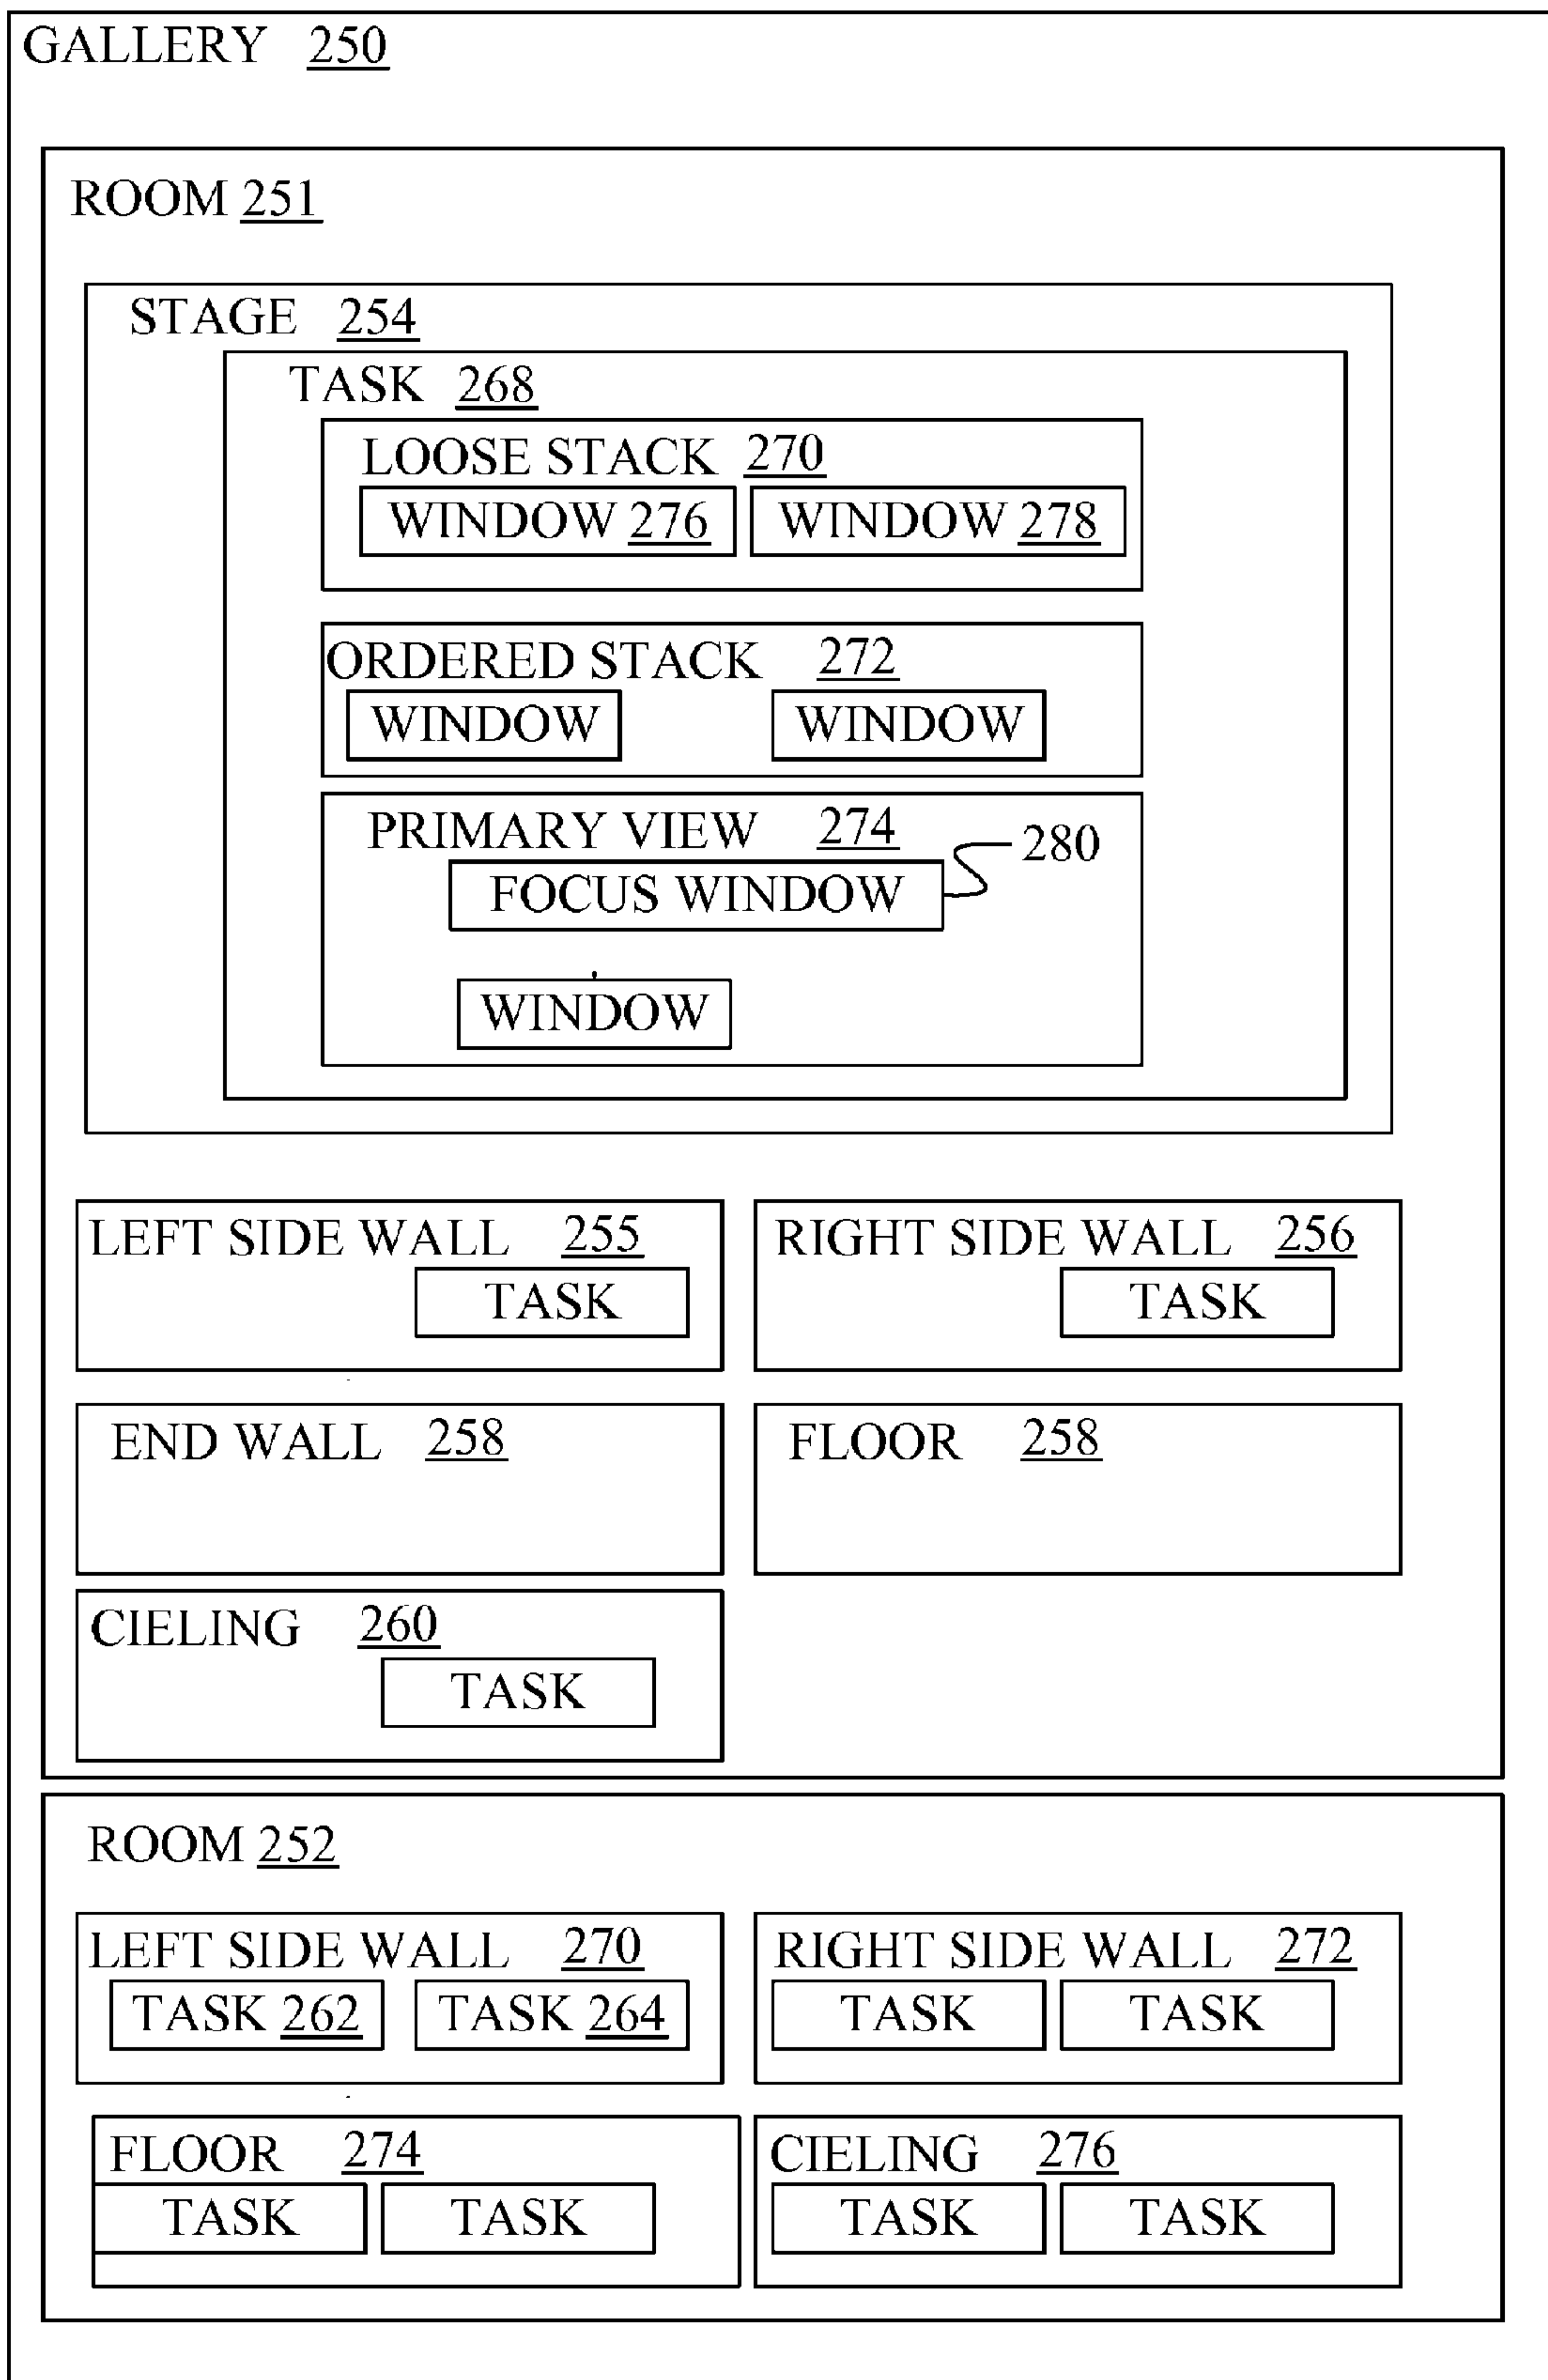 GALLERY 250
ROOM 251
STAGE 254
TASK 268
LOOSE STACK 270
WINDOW 276 WINDOW 278
ORDERED STACK 272
WINDOW WINDOW
PRIMARY VIEW 274
280
FOCUS WINDOW
WINDOW
LEFT SIDE WALL 255
TASK
RIGHT SIDE WALL 256
TASK
END WALL 258
FLOOR 258
CIELING 260
TASK
ROOM 252
LEFT SIDE WALL 270
TASK 262 TASK 264
RIGHT SIDE WALL 272
TASK TASK
FLOOR 274
TASK TASK
CIELING 276
TASK TASK